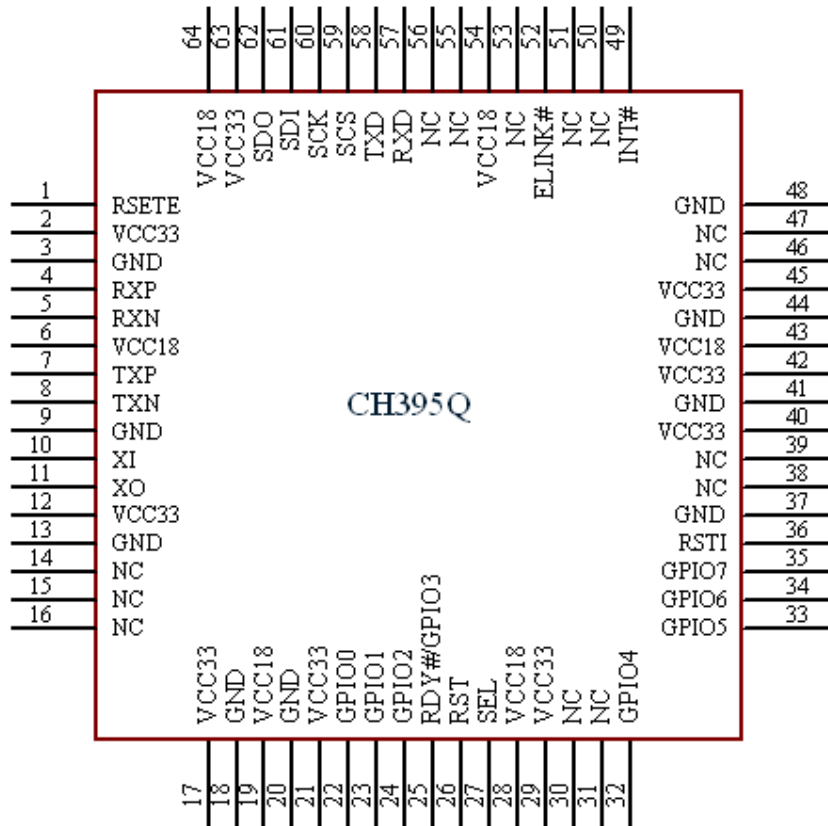 64 63 62 61 60 59 58 57 56 55 54 53 52 51 50 49
VCC18 VCC33 SDO SDI SCK SCS TXD RXD NC NC VCC18 NC ELINK# NC NC INT#
1 RSETE GND 48
2 VCC33 NC 47
3 GND NC 46
4 RXP VCC33 45
5 RXN GND 44
6 VCC18 VCC18 43
7 TXP VCC33 42
8 TXN GND 41
CH395Q
9 GND VCC33 40
10 XI NC 39
11 XO NC 38
12 VCC33 GND 37
13 GND RSTI 36
14 NC GPIO7 35
15 NC GPIO6 34
16 NC GPIO5 33
VCC33 GND VCC18 GND VCC33 GPIO0 GPIO1 GPIO2 RDY#/GPIO3 RST SEL VCC18 VCC33 NC NC GPIO4
17 18 19 20 21 22 23 24 25 26 27 28 29 30 31 32